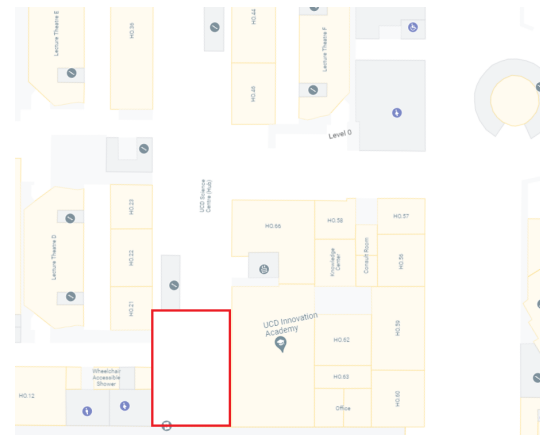 Lecture Theatre E
H0.38
H0.44
H0.46
Lecture Theatre F
Level 0
UCD Science
Centre (Hub)
H0.23
H0.22
H0.21
Lecture Theatre D
H0.66
H0.58
H0.57
Knowledge
Center
Consult Room
H0.56
UCD Innovation
Academy
H0.62
H0.59
H0.63
Office
H0.60
Wheelchair
Accessible
Shower
H0.12